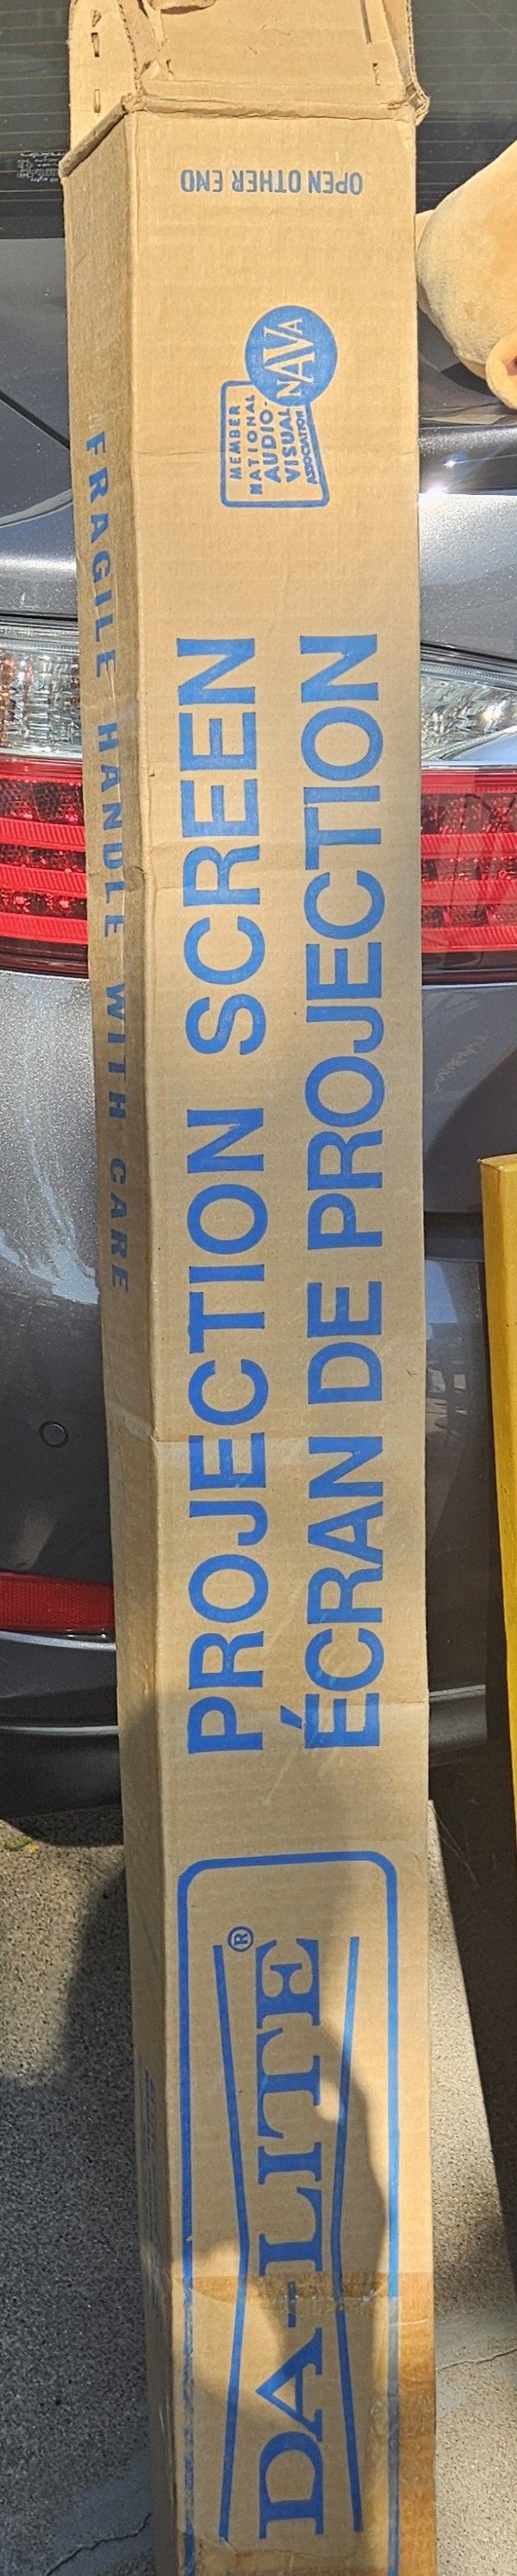 OPEN OTHER END
MEMBER
NATIONAL
AUDIO-
VISUAL
ASSOCIATION
NAVA
FRAGILE HANDLE WITH CARE
PROJECTION SCREEN
ÉCRAN DE PROJECTION
DA-LITE®